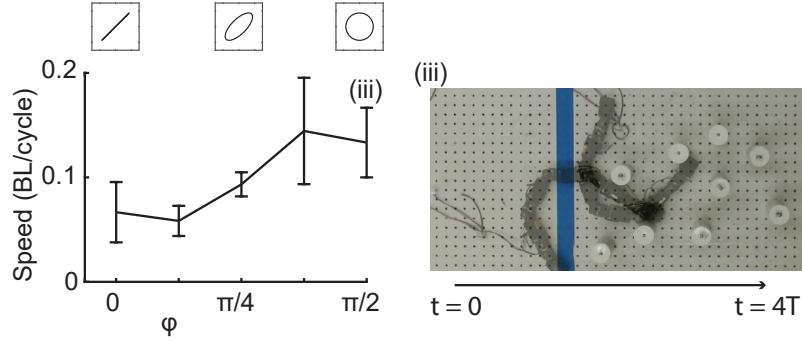 0.2
(iii)
0.1
Speed (BL/cycle)
0
0
π/4
π/2
φ
(iii)
t = 0
t = 4T